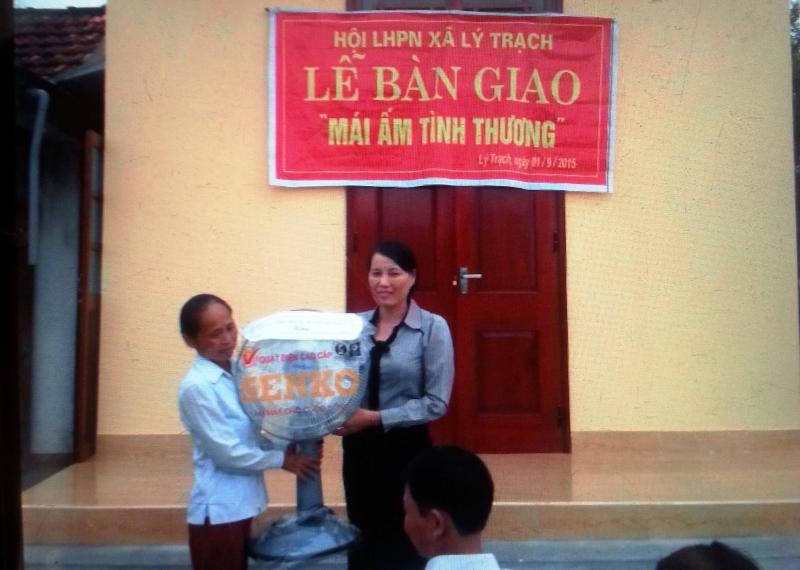 HỘI LHPN XÃ LÝ TRẠCH
LỄ BÀN GIAO
"MÁI ẤM TÌNH THƯƠNG"
Lý Trạch, ngày 01/9/2015
QUẠT ĐIỆN CAO CẤP
SENKO